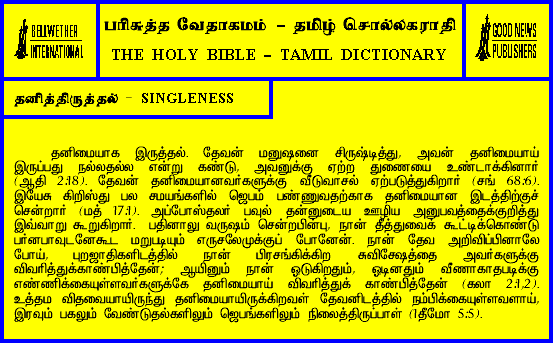 BELLWETHER
INTERNATIONAL
பரிசுத்த வேதாகமம் – தமிழ் சொல்லகராதி
THE HOLY BIBLE – TAMIL DICTIONARY
GOOD NEWS
PUBLISHERS
தனித்திருத்தல் – SINGLENESS
தனிமையாக இருத்தல். தேவன் மனுஷனை சிருஷ்டித்து, அவன் தனிமையாய்
இருப்பது நல்லதல்ல என்று கண்டு, அவனுக்கு ஏற்ற துணையை உண்டாக்கினார்
(ஆதி 2:18). தேவன் தனிமையானவர்களுக்கு வீடுவாசல் ஏற்படுத்துகிறார் (சங் 68:6).
இயேசு கிறிஸ்து பல சமயங்களில் ஜெபம் பண்ணுவதற்காக தனிமையான இடத்திற்குச்
சென்றார் (மத் 17:1). அப்போஸ்தலர் பவுல் தன்னுடைய ஊழிய அனுபவத்தைக்குறித்து
இவ்வாறு கூறுகிறார். பதினாலு வருஷம் சென்றபின்பு, நான் தீத்துவைக் கூட்டிக்கொண்டு
பர்னபாவுடனேகூட மறுபடியும் எருசலேமுக்குப் போனேன். நான் தேவ அறிவிப்பினாலே
போய், புறஜாதிகளிடத்தில் நான் பிரசங்கிக்கிற சுவிசேஷத்தை அவர்களுக்கு
விவரித்துக்காண்பித்தேன்; ஆயினும் நான் ஓடுகிறதும், ஓடினதும் வீணாகாதபடிக்கு
எண்ணிக்கையுள்ளவர்களுக்கே தனிமையாய் விவரித்துக் காண்பித்தேன் (கலா 2:1,2).
உத்தம விதவையாயிருந்து தனிமையாயிருக்கிறவள் தேவனிடத்தில் நம்பிக்கையுள்ளவளாய்,
இரவும் பகலும் வேண்டுதல்களிலும் ஜெபங்களிலும் நிலைத்திருப்பாள் (1தீமோ 5:5).